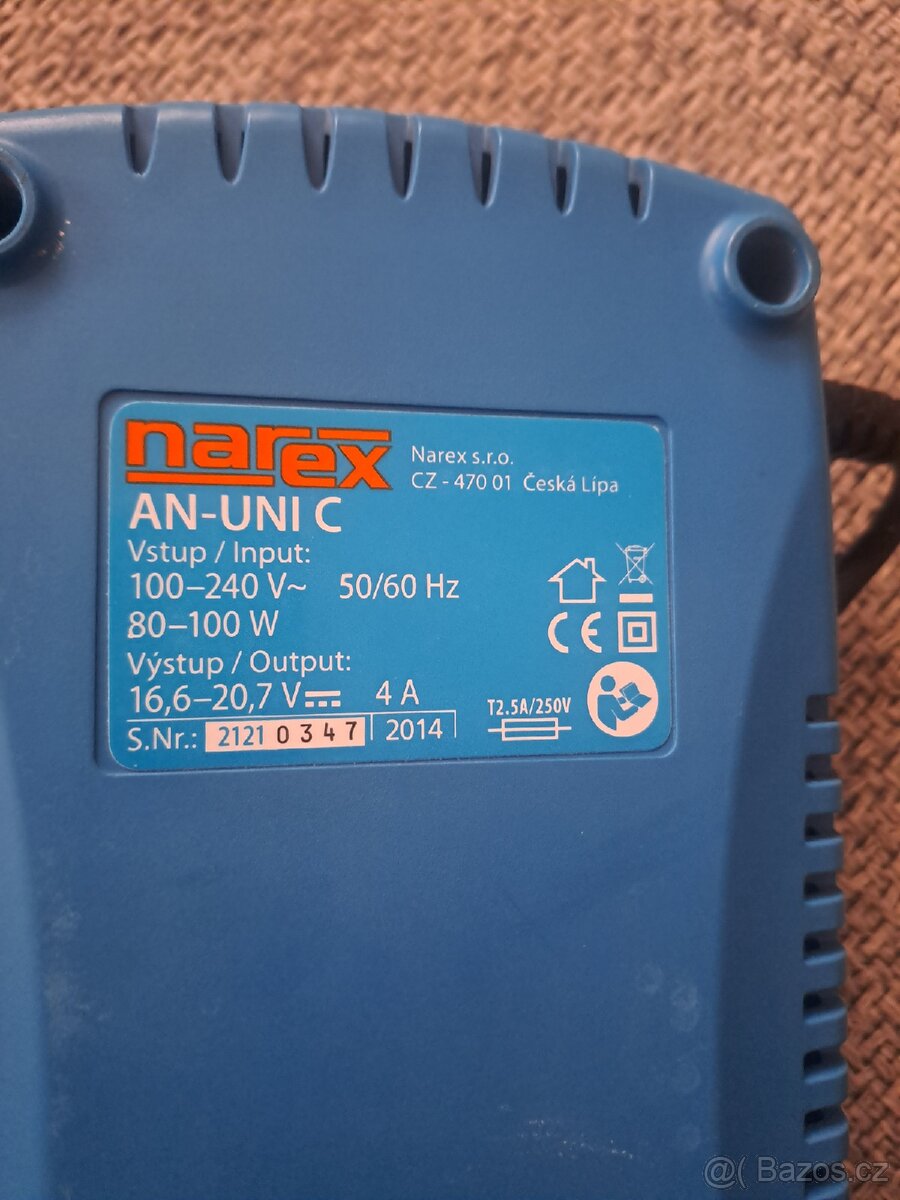 narex
Narex s.r.o.
CZ - 470 01 Česká Lípa
AN-UNI C
Vstup / Input:
100–240 V~ 50/60 Hz
80–100 W
Výstup / Output:
16,6–20,7 V⎓ 4 A
CE
T2.5A/250V
S.Nr.: 2121 0 3 4 7 2014
@( Bazos.cz